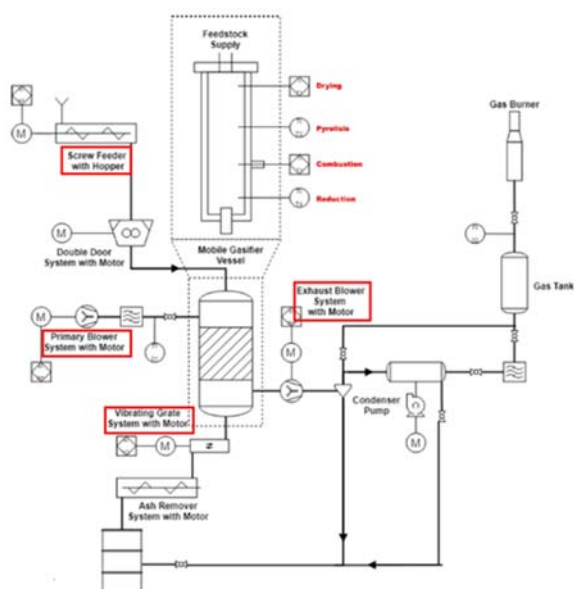 Feedstock
Supply
Drying
Pyrolisis
Combustion
Reduction
Gas Burner
M
Screw Feeder
with Hopper
M
Double Door
System with Motor
Mobile Gasifier
Vessel
Exhaust Blower
System
with Motor
Gas Tank
M
M
Primary Blower
System with Motor
Condenser
Pump
M
Vibrating Grate
System with Motor
M
Ash Remover
System with Motor